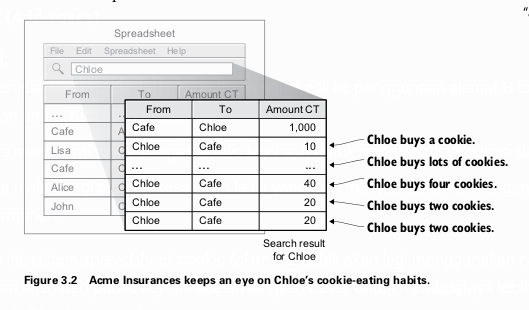 Spreadsheet
File Edit Spreadsheet Help
Chloe
From To Amount CT
...
Cafe
Lisa
Cafe
Alice
John
From To Amount CT
Cafe Chloe 1,000
Chloe Cafe 10
... ... ...
Chloe Cafe 40
Chloe Cafe 20
Chloe Cafe 20
Chloe buys a cookie.
Chloe buys lots of cookies.
Chloe buys four cookies.
Chloe buys two cookies.
Chloe buys two cookies.
Search result
for Chloe
Figure 3.2 Acme Insurances keeps an eye on Chloe's cookie-eating habits.